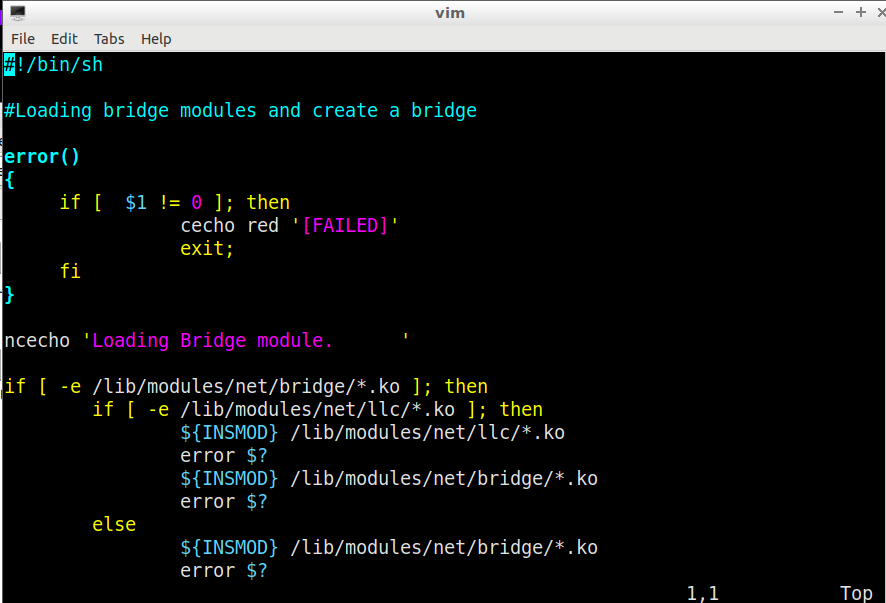 vim
File Edit Tabs Help
#!/bin/sh
#Loading bridge modules and create a bridge
error()
{
if [  $1 != 0 ]; then
cecho red '[FAILED]'
exit;
fi
}
ncecho 'Loading Bridge module.      '
if [ -e /lib/modules/net/bridge/*.ko ]; then
if [ -e /lib/modules/net/llc/*.ko ]; then
${INSMOD} /lib/modules/net/llc/*.ko
error $?
${INSMOD} /lib/modules/net/bridge/*.ko
error $?
else
${INSMOD} /lib/modules/net/bridge/*.ko
error $?
1,1 Top